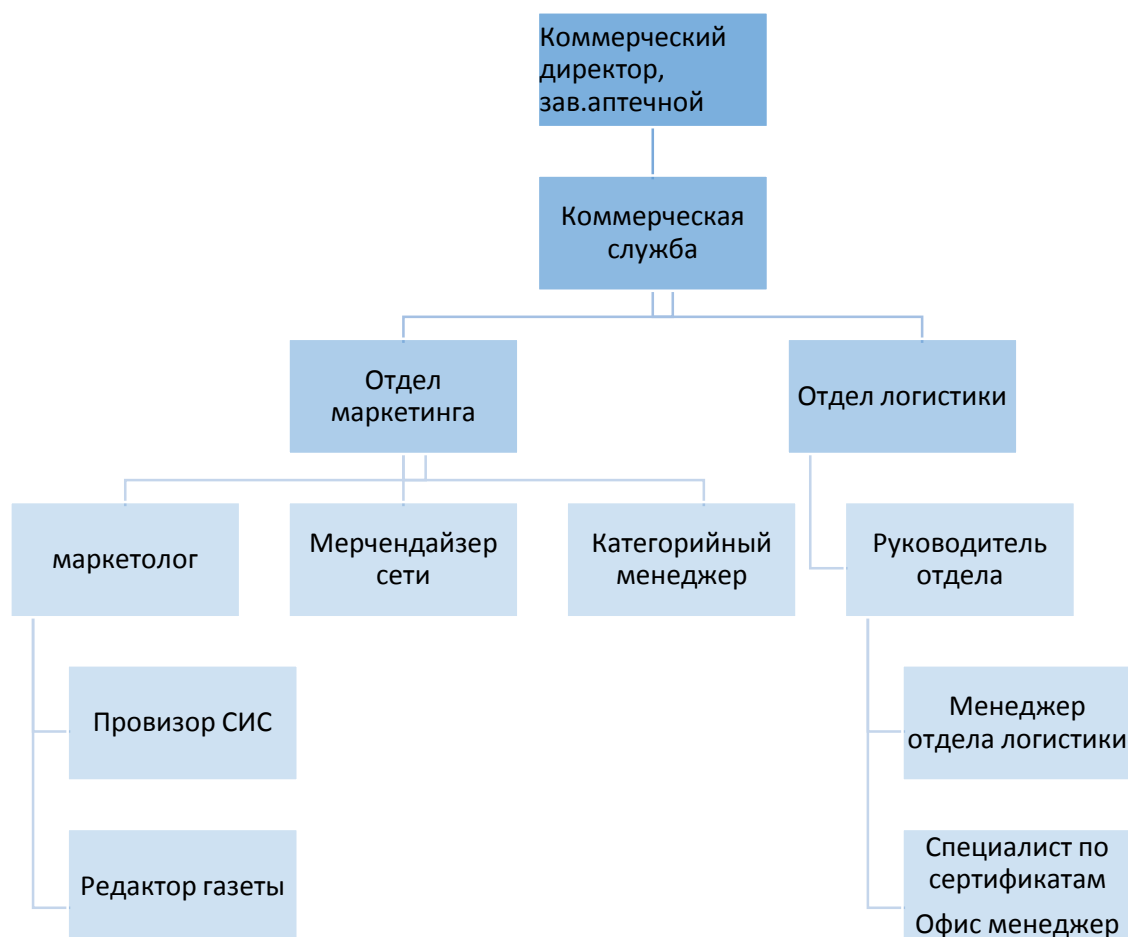 Коммерческий
директор,
зав.аптечной
Коммерческая
служба
Отдел
маркетинга
Отдел логистики
маркетолог
Мерчендайзер
сети
Категорийный
менеджер
Руководитель
отдела
Провизор СИС
Менеджер
отдела логистики
Редактор газеты
Специалист по
сертификатам
Офис менеджер